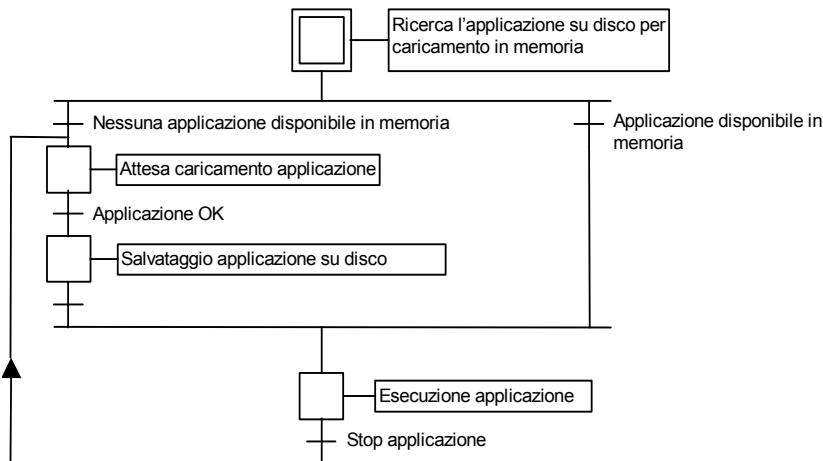 Ricerca l'applicazione su disco per
caricamento in memoria
Nessuna applicazione disponibile in memoria
Applicazione disponibile in
memoria
Attesa caricamento applicazione
Applicazione OK
Salvataggio applicazione su disco
Esecuzione applicazione
Stop applicazione